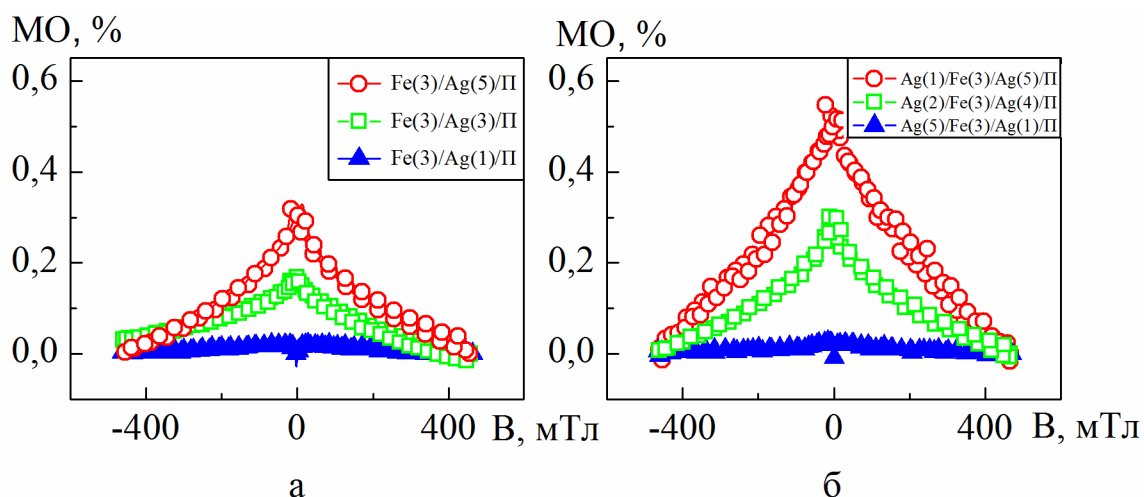 МО, %
0,6
0,4
0,2
0,0
Fe(3)/Ag(5)/П
Fe(3)/Ag(3)/П
Fe(3)/Ag(1)/П
-400
0
400
В, мТл
а
МО, %
0,6
0,4
0,2
0,0
Ag(1)/Fe(3)/Ag(5)/П
Ag(2)/Fe(3)/Ag(4)/П
Ag(5)/Fe(3)/Ag(1)/П
-400
0
400
В, мТл
б